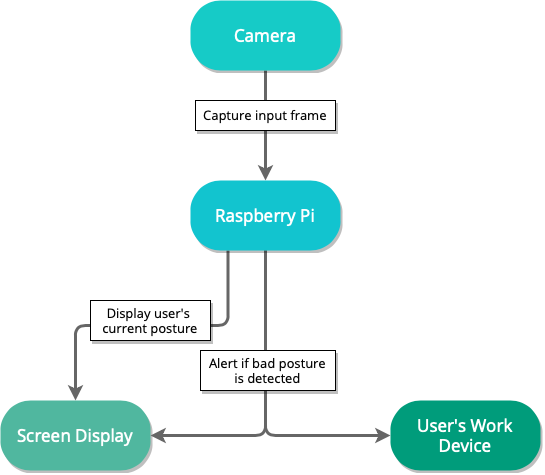 Camera
Capture input frame
Raspberry Pi
Display user's
current posture
Alert if bad posture
is detected
Screen Display
User's Work
Device